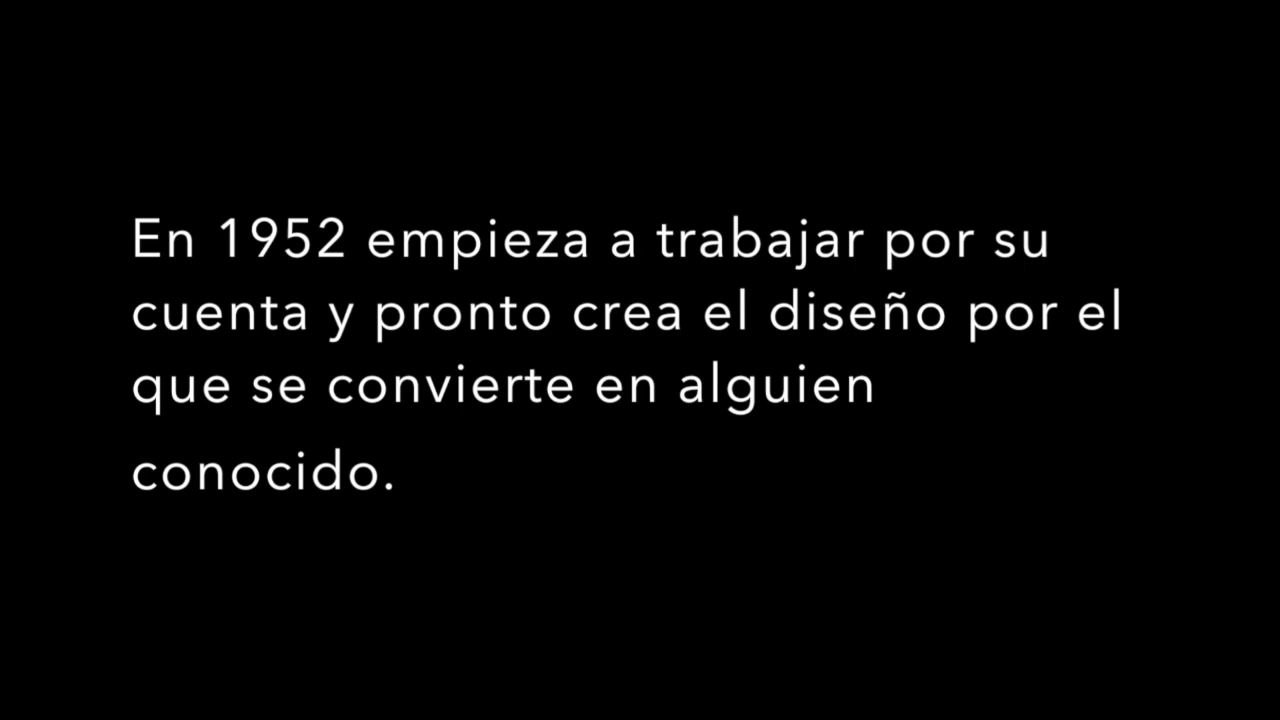 En 1952 empieza a trabajar por su
cuenta y pronto crea el diseño por el
que se convierte en alguien
conocido.